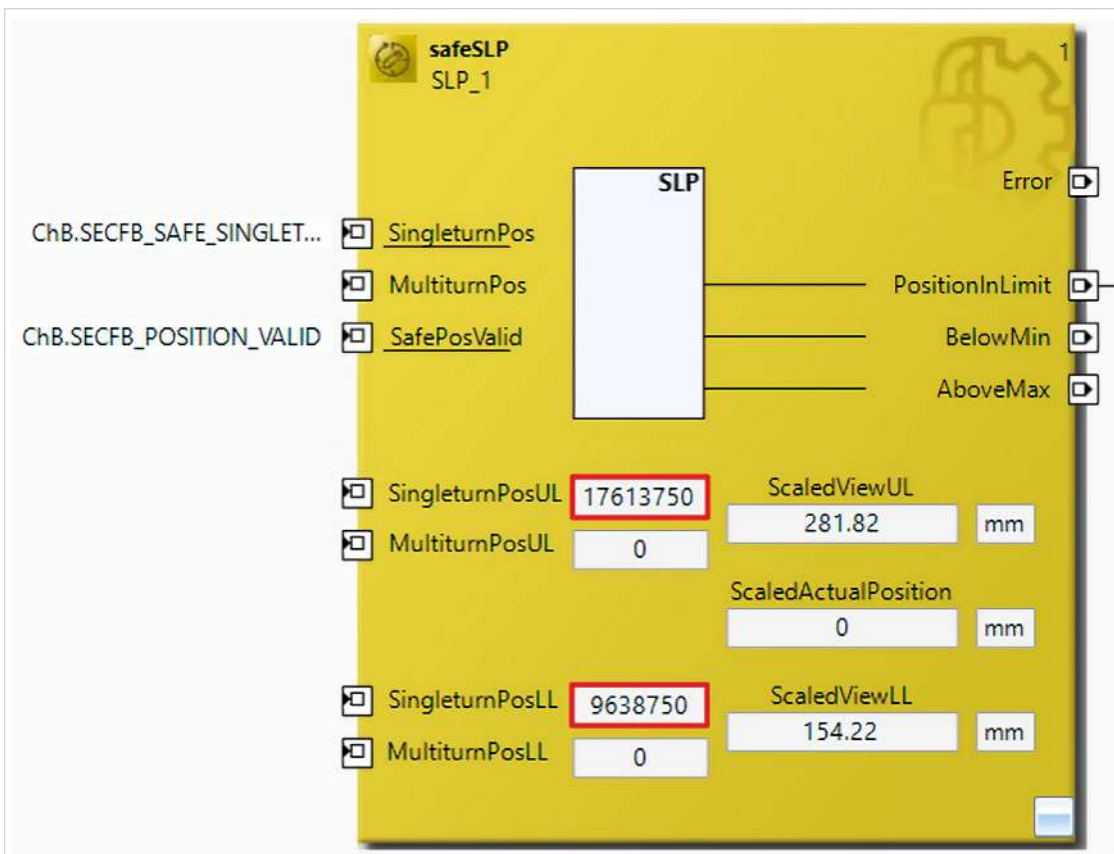 safeSLP
1
SLP_1
SLP
Error
ChB.SECFB_SAFE_SINGLET...
SingleturnPos
MultiturnPos
PositionInLimit
ChB.SECFB_POSITION_VALID
SafePosValid
BelowMin
AboveMax
SingleturnPosUL
17613750
ScaledViewUL
281.82
mm
MultiturnPosUL
0
ScaledActualPosition
0
mm
SingleturnPosLL
9638750
ScaledViewLL
154.22
mm
MultiturnPosLL
0